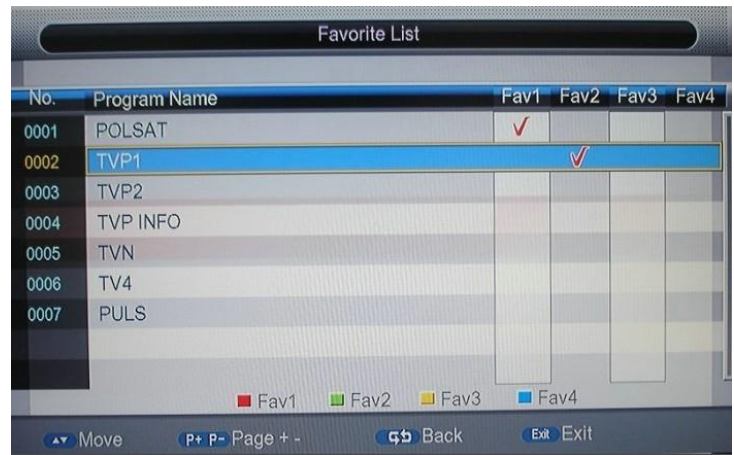 Favorite List
No. Program Name Fav1 Fav2 Fav3 Fav4
0001 POLSAT
0002 TVP1
0003 TVP2
0004 TVP INFO
0005 TVN
0006 TV4
0007 PULS
Fav1 Fav2 Fav3 Fav4
Move P+ P- Page + - Back Exit Exit